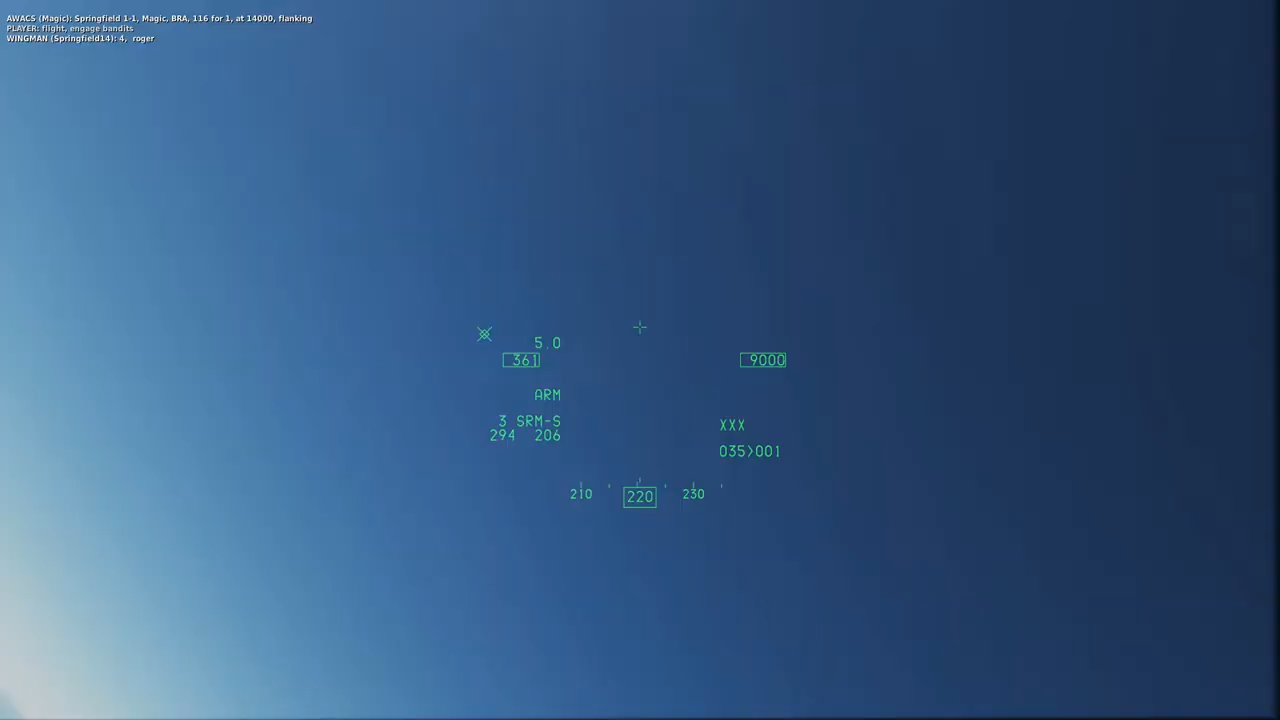 AWACS (Magic): Springfield 1-1, Magic, BRA, 116 for 1, at 14000, flanking
PLAYER: flight, engage bandits
WINGMAN (Springfield14): 4, roger
5.0
361
9000
ARM
3 SRM-S
XXX
294 206
035>001
210 220 230